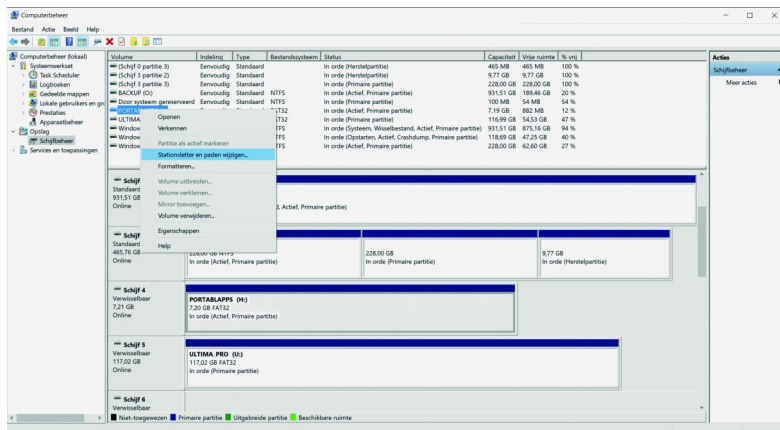 Computerbeheer
Bestand Actie Beeld Help
Computerbeheer (lokaal)
Systeemwerkset
Task Scheduler
Logboeken
Gedeelde mappen
Lokale gebruikers en gro
Prestaties
Apparaatbeheer
Opslag
Schijfbeheer
Services en toepassingen
Volume Indeling Type Bestandssysteem Status Capaciteit Vrije ruimte % vrij
(Schijf 0 partitie 3) Eenvoudig Standaard In orde (Herstelpartitie) 465 MB 465 MB 100 %
(Schijf 3 partitie 2) Eenvoudig Standaard In orde (Herstelpartitie) 9,77 GB 9,77 GB 100 %
(Schijf 3 partitie 3) Eenvoudig Standaard In orde (Primaire partitie) 228,00 GB 228,00 GB 100 %
BACKUP (O:) Eenvoudig Standaard NTFS In orde (Actief, Primaire partitie) 931,51 GB 189,46 GB 20 %
Door systeem gereserveerd Eenvoudig Standaard NTFS In orde (Actief, Primaire partitie) 100 MB 54 MB 54 %
PORTA AT32 In orde (Actief, Primaire partitie) 7,19 GB 882 MB 12 %
ULTIMA AT32 In orde (Primaire partitie) 116,99 GB 54,53 GB 47 %
Window TFS In orde (Systeem, Wisselbestand, Actief, Primaire partitie) 931,51 GB 875,16 GB 94 %
Window TFS In orde (Opstarten, Actief, Crashdump, Primaire partitie) 118,69 GB 47,25 GB 40 %
Window TFS In orde (Actief, Primaire partitie) 228,00 GB 62,60 GB 27 %
Openen
Verkennen
Partitie als actief markeren
Stationsletter en paden wijzigen...
Formatteren...
Volume uitbreiden...
Volume verkleinen...
Mirror toevoegen...
Volume verwijderen...
Eigenschappen
Help
Schijf
Standaard
931,51 GB
Online
d, Actief, Primaire partitie)
Schijf
Standaard
465,76 GB
Online
228,00 GB NTFS
In orde (Actief, Primaire partitie)
228,00 GB
In orde (Primaire partitie)
9,77 GB
In orde (Herstelpartitie)
Schijf 4
Verwisselbaar
7,21 GB
Online
PORTABLAPPS (H:)
7,20 GB FAT32
In orde (Actief, Primaire partitie)
Schijf 5
Verwisselbaar
117,02 GB
Online
ULTIMA_PRO (U:)
117,02 GB FAT32
In orde (Primaire partitie)
Schijf 6
Verwisselbaar
Niet-toegewezen Primaire partitie Uitgebreide partitie Beschikbare ruimte
Acties
Schijfbeheer
Meer acties